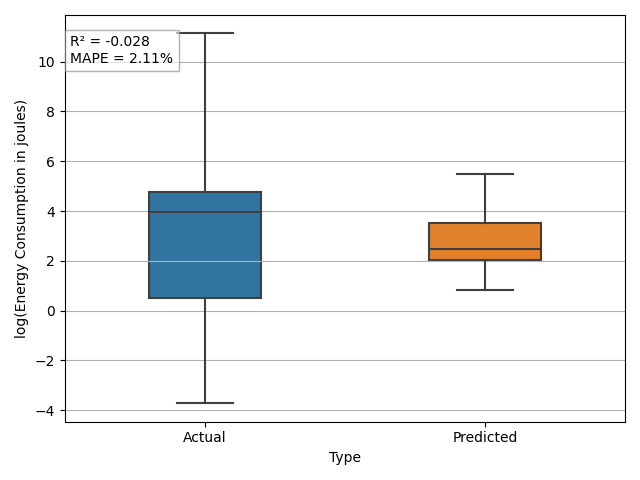 R² = -0.028
MAPE = 2.11%
10
8
6
4
2
0
−2
−4
log(Energy Consumption in joules)
Actual
Predicted
Type